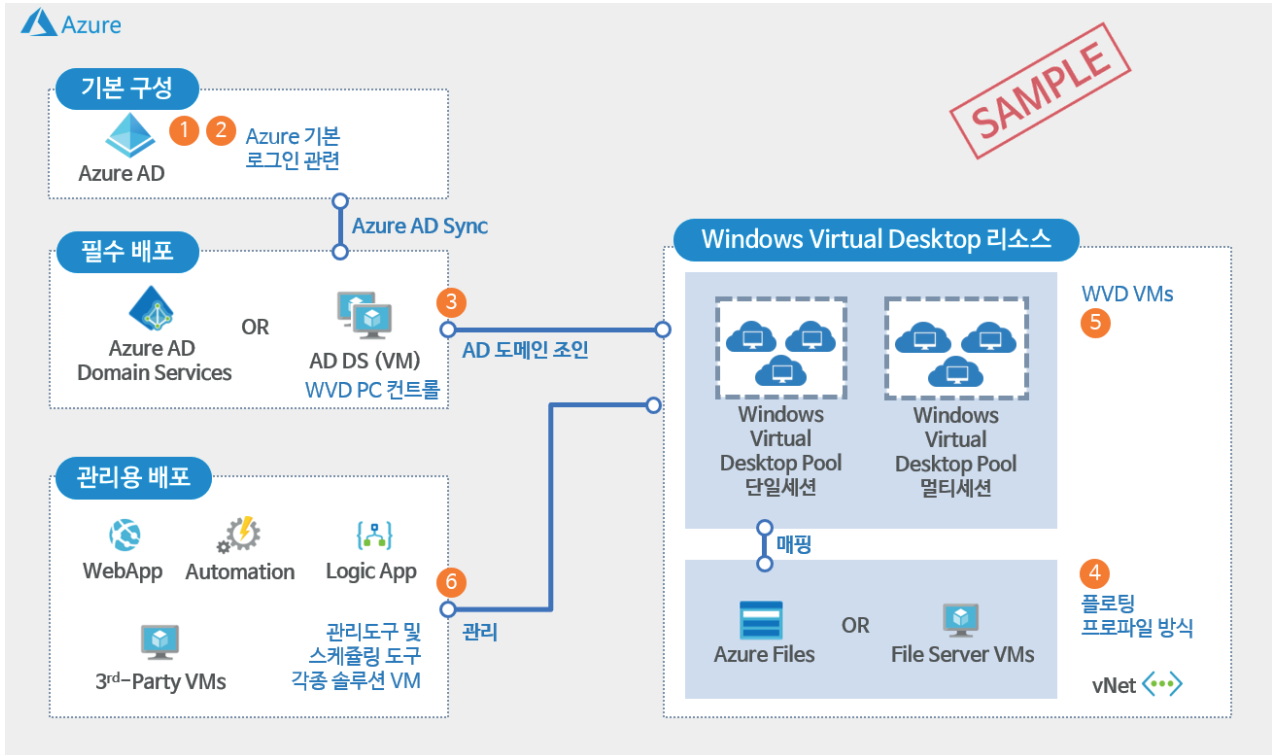 Azure
SAMPLE
기본 구성
1
2
Azure 기본
로그인 관련
Azure AD
Azure AD Sync
필수 배포
Azure AD
Domain Services
OR
AD DS (VM)
WVD PC 컨트롤
3
AD 도메인 조인
관리용 배포
WebApp
Automation
Logic App
3rd-Party VMs
관리도구 및
스케쥴링 도구
각종 솔루션 VM
6
관리
Windows Virtual Desktop 리소스
Windows
Virtual
Desktop Pool
단일세션
Windows
Virtual
Desktop Pool
멀티세션
WVD VMs
5
매핑
Azure Files
OR
File Server VMs
4
플로팅
프로파일 방식
vNet